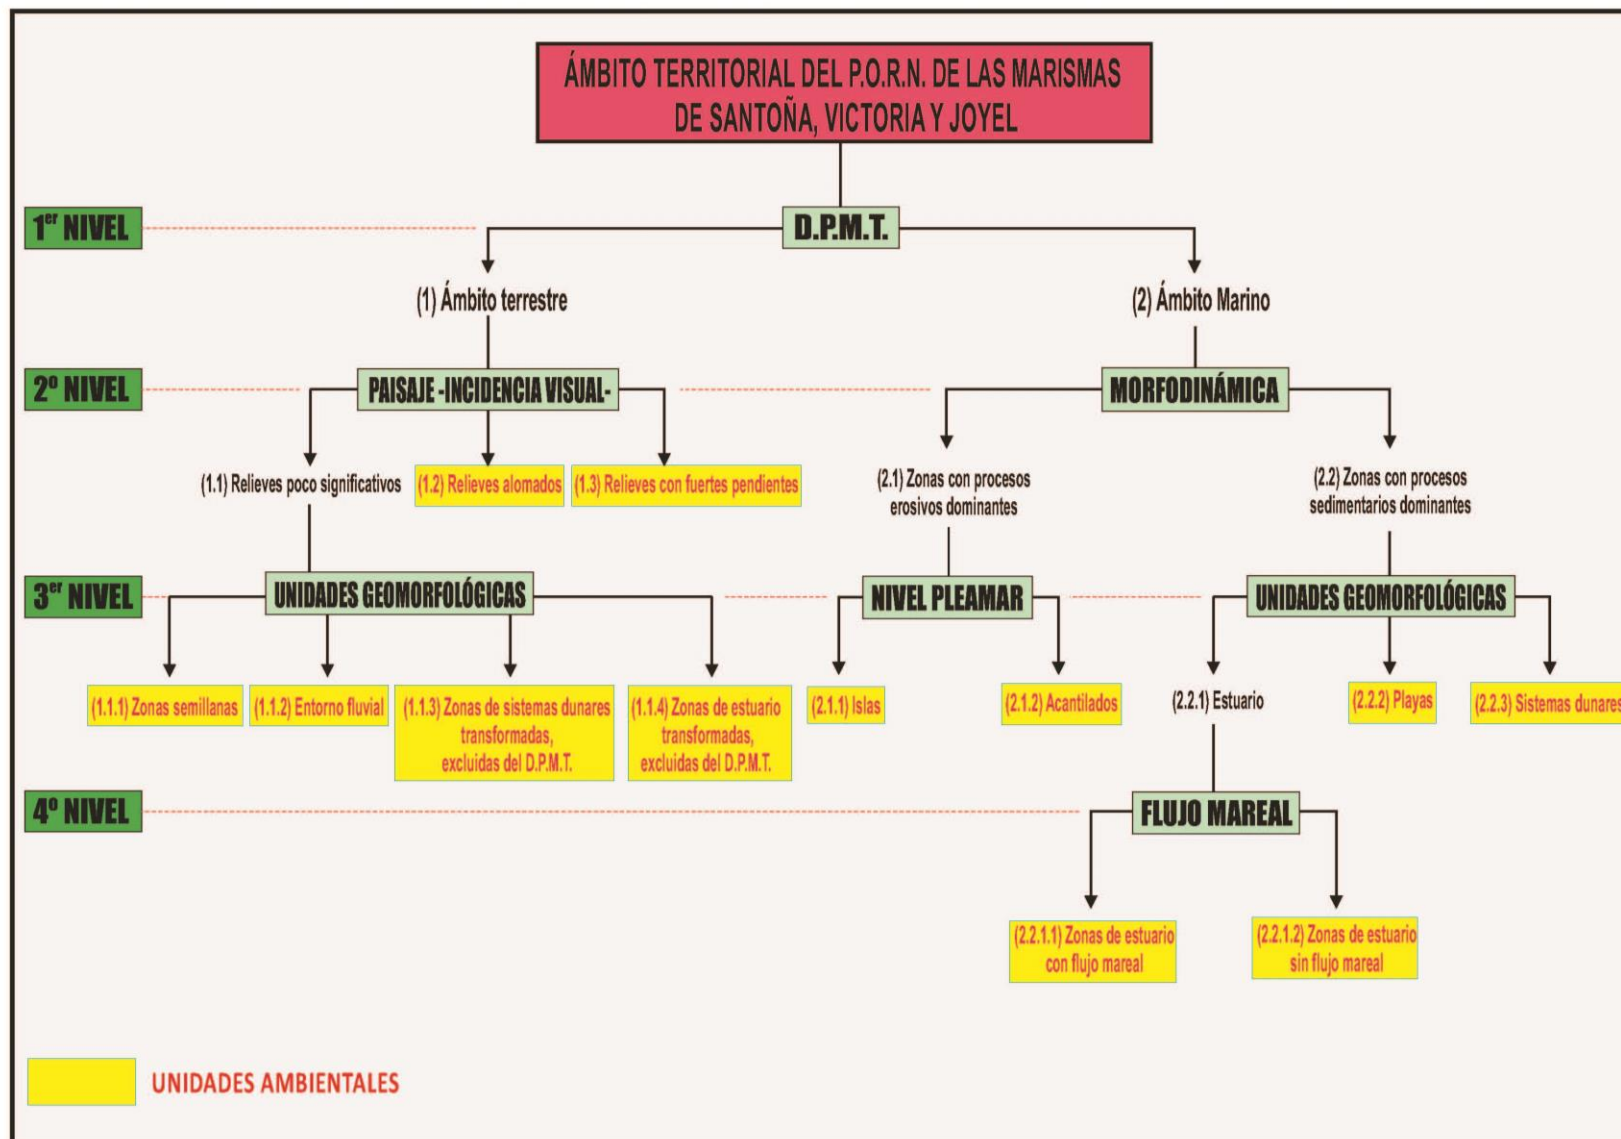 ÁMBITO TERRITORIAL DEL P.O.R.N. DE LAS MARISMAS
DE SANTOÑA, VICTORIA Y JOYEL
1er NIVEL
D.P.M.T.
(1) Ámbito terrestre
(2) Ámbito Marino
2º NIVEL
PAISAJE -INCIDENCIA VISUAL-
MORFODINÁMICA
(1.1) Relieves poco significativos
(1.2) Relieves alomados
(1.3) Relieves con fuertes pendientes
(2.1) Zonas con procesos
erosivos dominantes
(2.2) Zonas con procesos
sedimentarios dominantes
3er NIVEL
UNIDADES GEOMORFOLÓGICAS
NIVEL PLEAMAR
UNIDADES GEOMORFOLÓGICAS
(1.1.1) Zonas semillanas
(1.1.2) Entorno fluvial
(1.1.3) Zonas de sistemas dunares
transformadas,
excluidas del D.P.M.T.
(1.1.4) Zonas de estuario
transformadas,
excluidas del D.P.M.T.
(2.1.1) Islas
(2.1.2) Acantilados
(2.2.1) Estuario
(2.2.2) Playas
(2.2.3) Sistemas dunares
4º NIVEL
FLUJO MAREAL
(2.2.1.1) Zonas de estuario
con flujo mareal
(2.2.1.2) Zonas de estuario
sin flujo mareal
UNIDADES AMBIENTALES